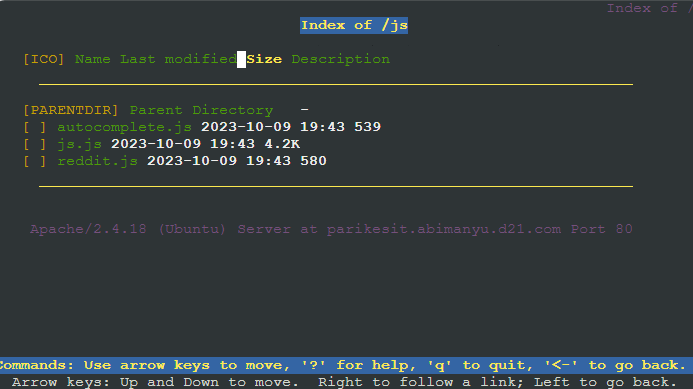 Index of /
Index of /js
[ICO] Name Last modified Size Description
[PARENTDIR] Parent Directory -
[ ] autocomplete.js 2023-10-09 19:43 539
[ ] js.js 2023-10-09 19:43 4.2K
[ ] reddit.js 2023-10-09 19:43 580
Apache/2.4.18 (Ubuntu) Server at parikesit.abimanyu.d21.com Port 80
Commands: Use arrow keys to move, '?' for help, 'q' to quit, '<-' to go back.
Arrow keys: Up and Down to move. Right to follow a link; Left to go back.